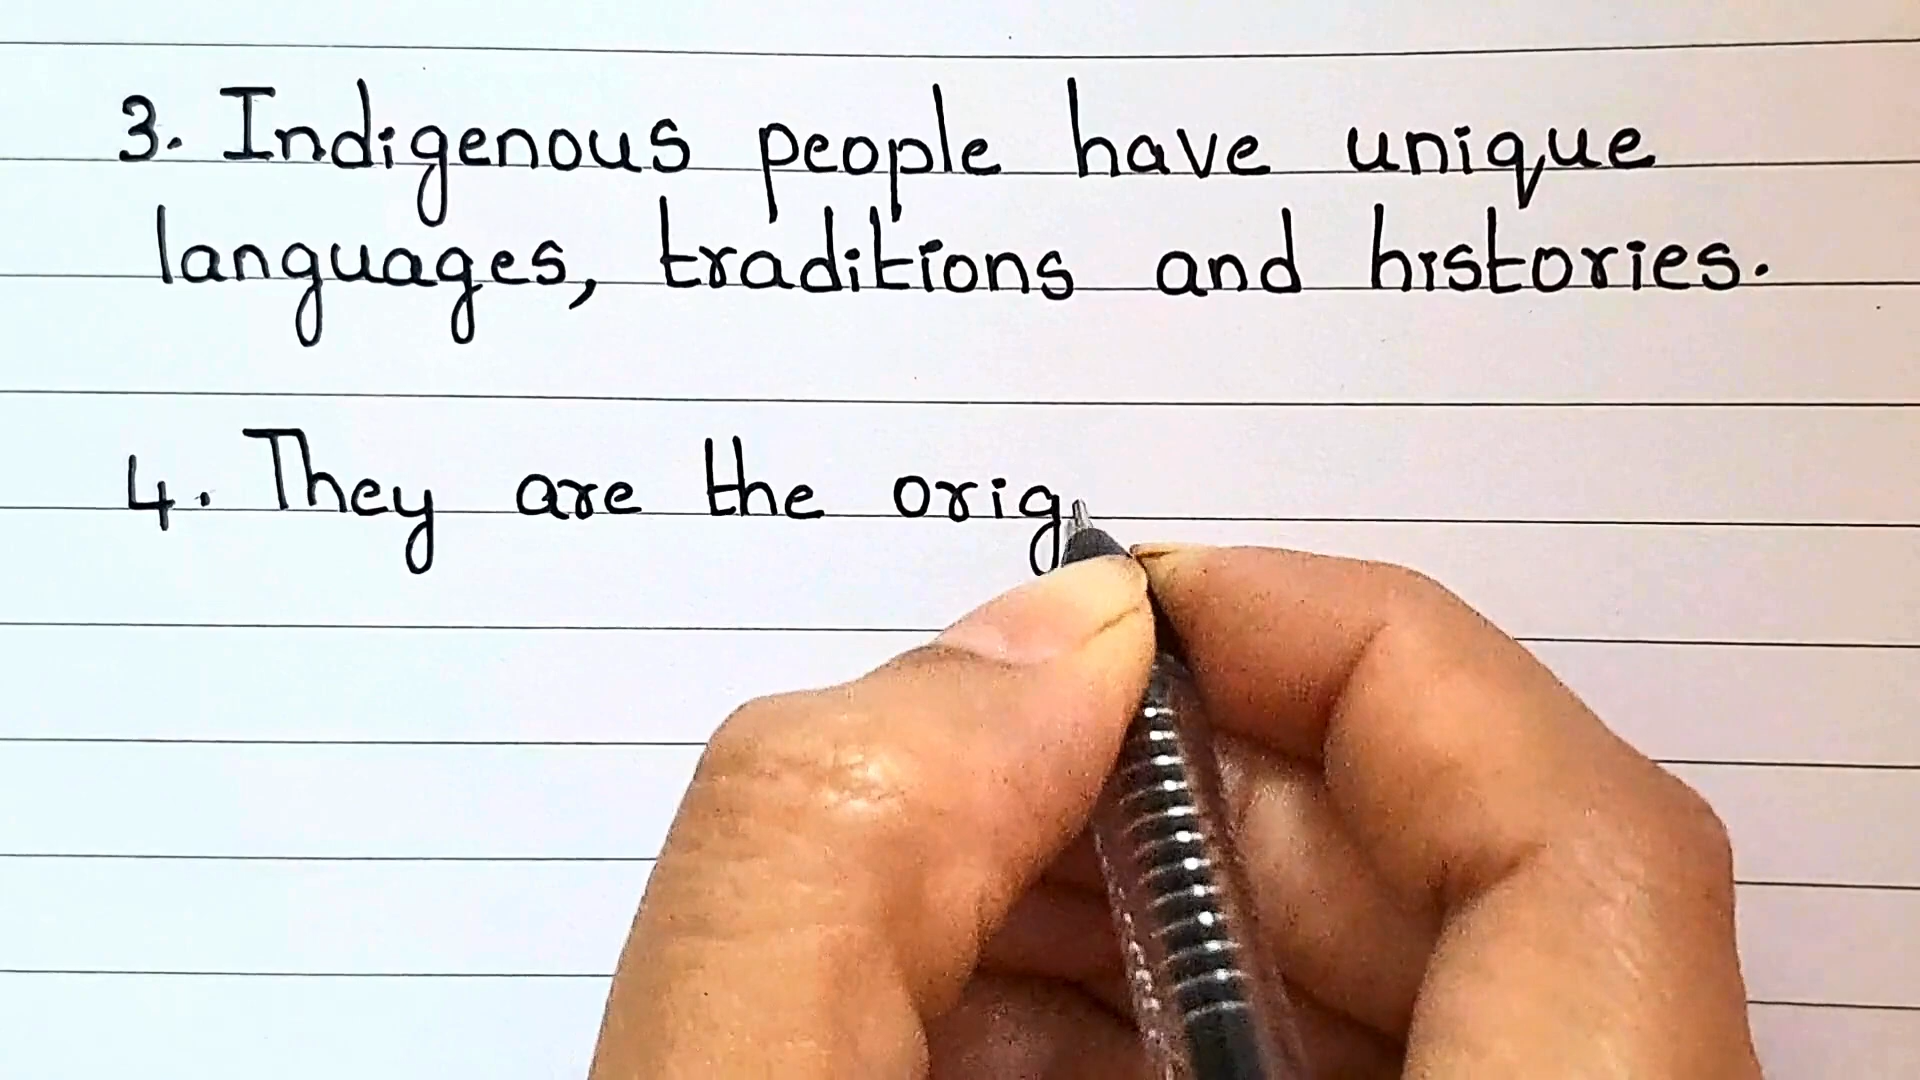 3. Indigenous people have unique
languages, traditions and histories.
4. They are the orig